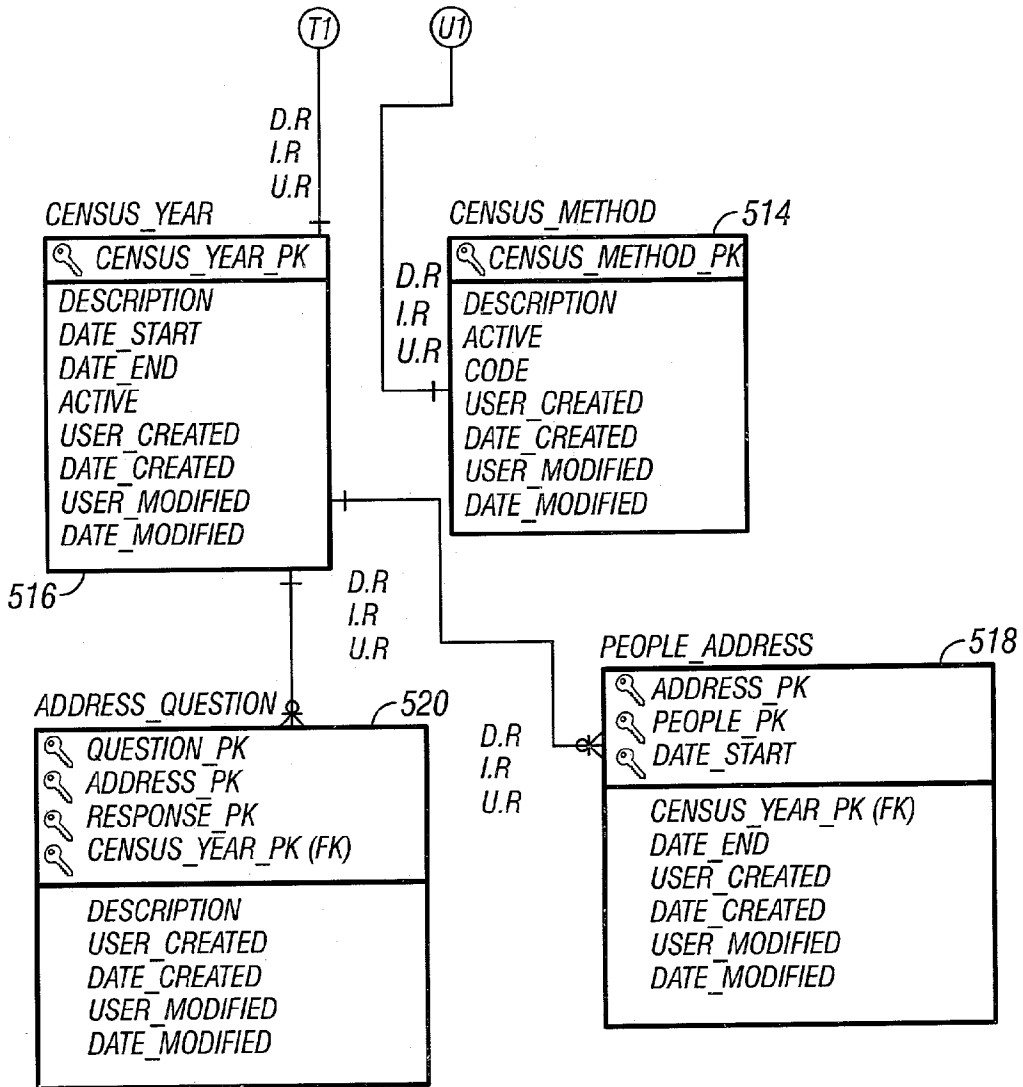 T1
U1
D.R
I.R
U.R
CENSUS_YEAR
CENSUS_YEAR_PK
DESCRIPTION
DATE_START
DATE_END
ACTIVE
USER_CREATED
DATE_CREATED
USER_MODIFIED
DATE_MODIFIED
516
CENSUS_METHOD
514
D.R
I.R
U.R
CENSUS_METHOD_PK
DESCRIPTION
ACTIVE
CODE
USER_CREATED
DATE_CREATED
USER_MODIFIED
DATE_MODIFIED
D.R
I.R
U.R
ADDRESS_QUESTION
520
QUESTION_PK
ADDRESS_PK
RESPONSE_PK
CENSUS_YEAR_PK (FK)
DESCRIPTION
USER_CREATED
DATE_CREATED
USER_MODIFIED
DATE_MODIFIED
D.R
I.R
U.R
PEOPLE_ADDRESS
518
ADDRESS_PK
PEOPLE_PK
DATE_START
CENSUS_YEAR_PK (FK)
DATE_END
USER_CREATED
DATE_CREATED
USER_MODIFIED
DATE_MODIFIED